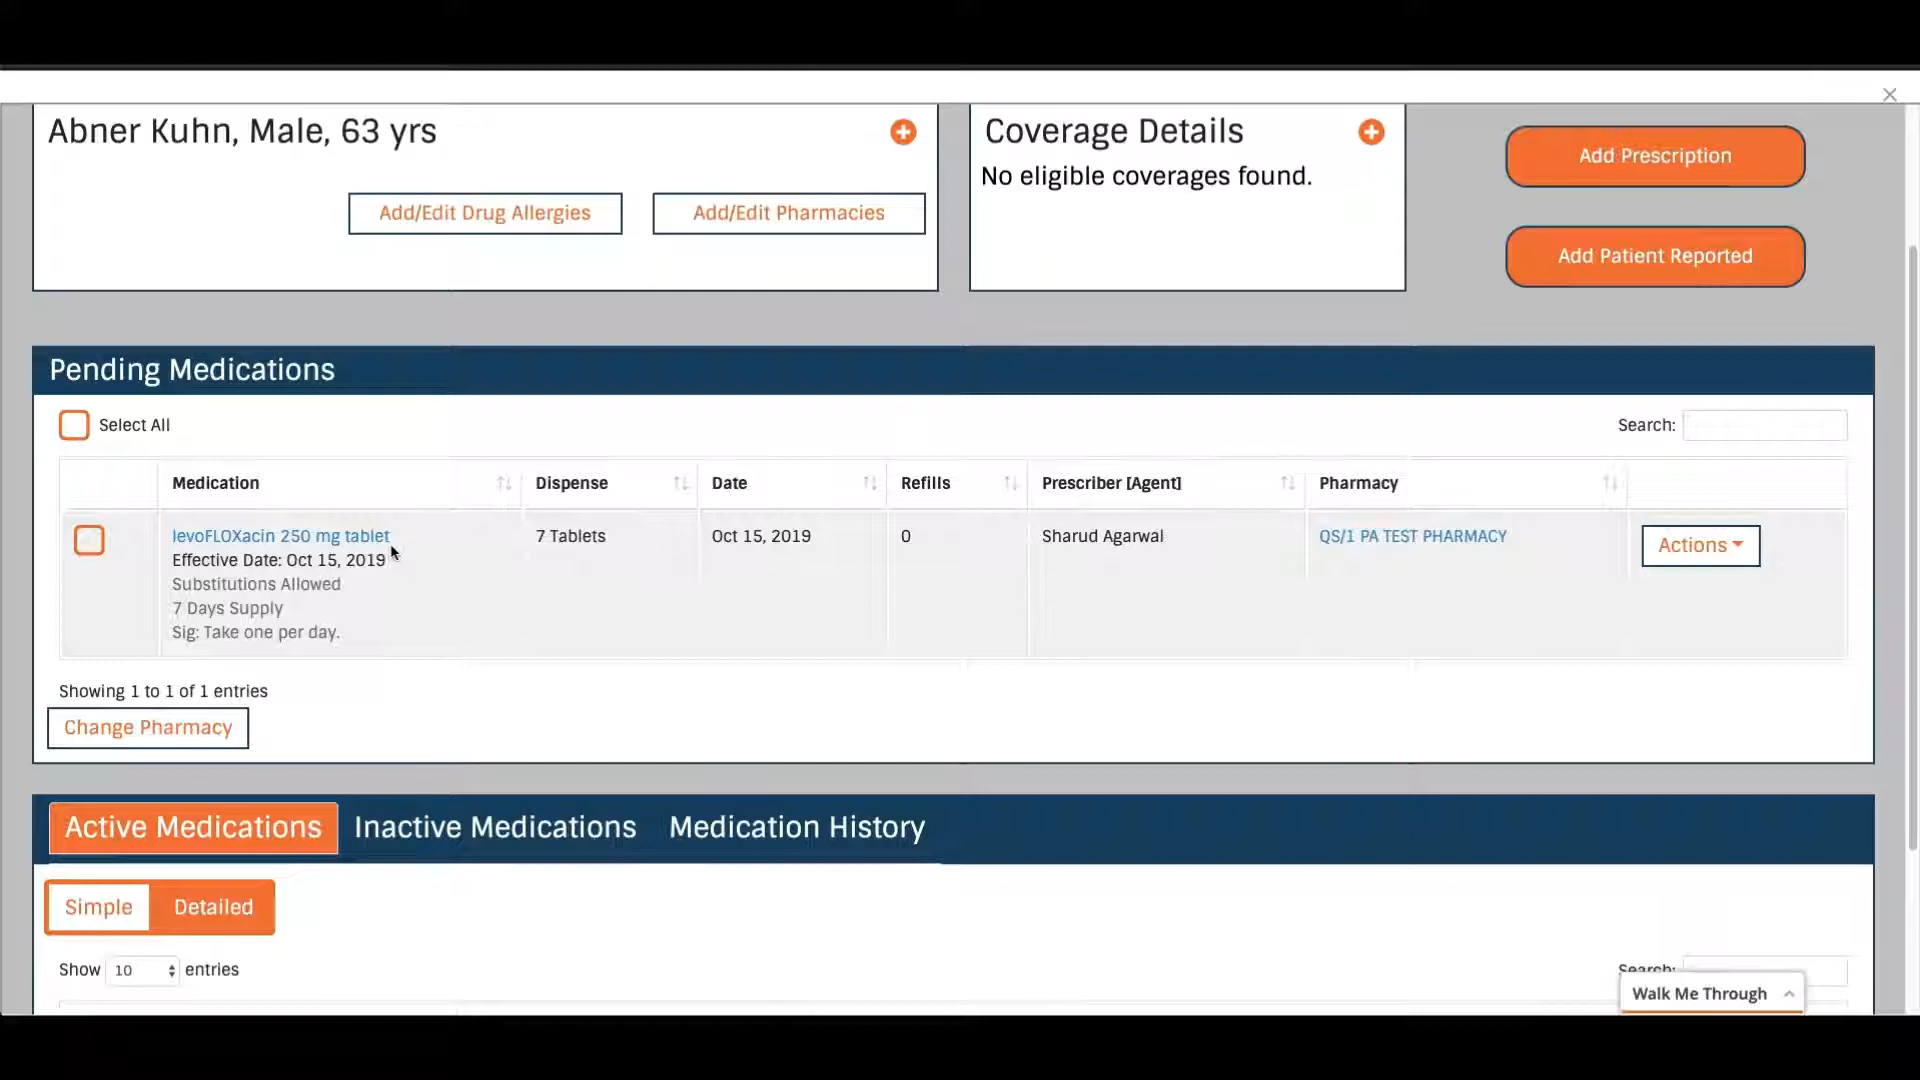 Abner Kuhn, Male, 63 yrs
Add/Edit Drug Allergies
Add/Edit Pharmacies
Coverage Details
No eligible coverages found.
Add Prescription
Add Patient Reported
Pending Medications
Select All
Search:
Medication Dispense Date Refills Prescriber [Agent] Pharmacy
levoFLOXacin 250 mg tablet 7 Tablets Oct 15, 2019 0 Sharud Agarwal QS/1 PA TEST PHARMACY Actions
Effective Date: Oct 15, 2019
Substitutions Allowed
7 Days Supply
Sig: Take one per day.
Showing 1 to 1 of 1 entries
Change Pharmacy
Active Medications Inactive Medications Medication History
Simple Detailed
Show 10 entries
Search:
Walk Me Through